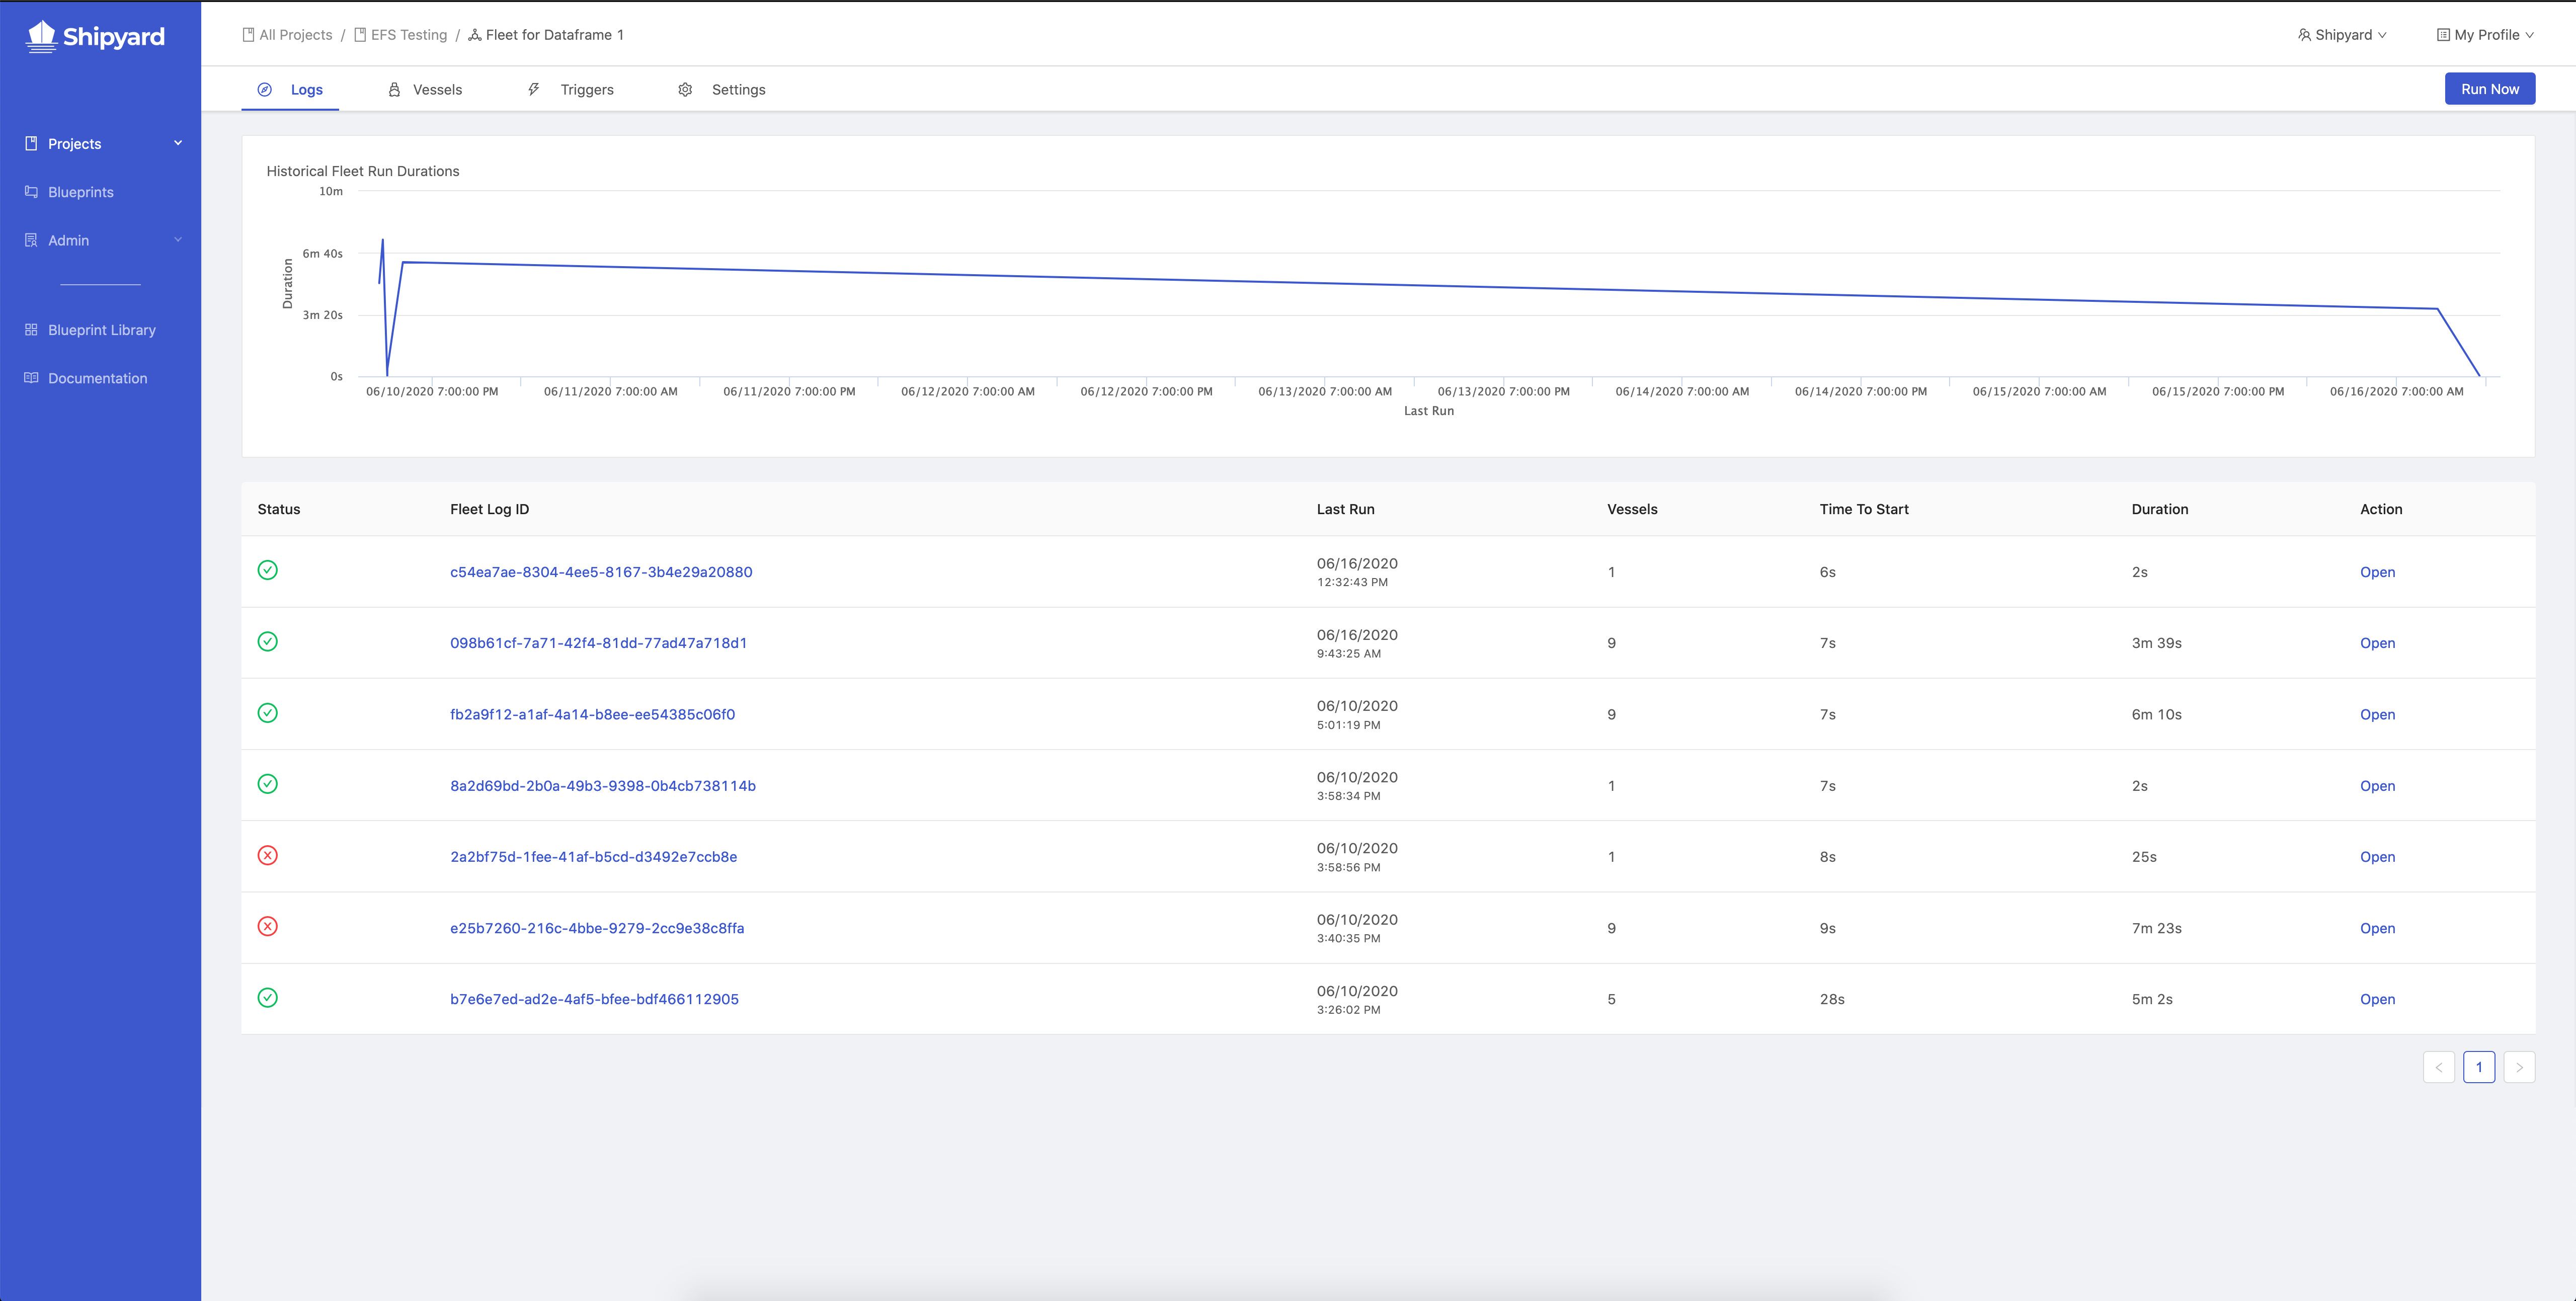 Shipyard
All Projects / EFS Testing / Fleet for Dataframe 1
Shipyard
My Profile
Logs
Vessels
Triggers
Settings
Run Now
Projects
Blueprints
Admin
Blueprint Library
Documentation
Historical Fleet Run Durations
10m
6m 40s
3m 20s
0s
Duration
06/10/2020 7:00:00 PM
06/11/2020 7:00:00 AM
06/11/2020 7:00:00 PM
06/12/2020 7:00:00 AM
06/12/2020 7:00:00 PM
06/13/2020 7:00:00 AM
06/13/2020 7:00:00 PM
06/14/2020 7:00:00 AM
06/14/2020 7:00:00 PM
06/15/2020 7:00:00 AM
06/15/2020 7:00:00 PM
06/16/2020 7:00:00 AM
Last Run
Status Fleet Log ID Last Run Vessels Time To Start Duration Action
c54ea7ae-8304-4ee5-8167-3b4e29a20880 06/16/2020 1 6s 2s Open
12:32:43 PM
098b61cf-7a71-42f4-81dd-77ad47a718d1 06/16/2020 9 7s 3m 39s Open
9:43:25 AM
fb2a9f12-a1af-4a14-b8ee-ee54385c06f0 06/10/2020 9 7s 6m 10s Open
5:01:19 PM
8a2d69bd-2b0a-49b3-9398-0b4cb738114b 06/10/2020 1 7s 2s Open
3:58:34 PM
2a2bf75d-1fee-41af-b5cd-d3492e7ccb8e 06/10/2020 1 8s 25s Open
3:58:56 PM
e25b7260-216c-4bbe-9279-2cc9e38c8ffa 06/10/2020 9 9s 7m 23s Open
3:40:35 PM
b7e6e7ed-ad2e-4af5-bfee-bdf466112905 06/10/2020 5 28s 5m 2s Open
3:26:02 PM
1